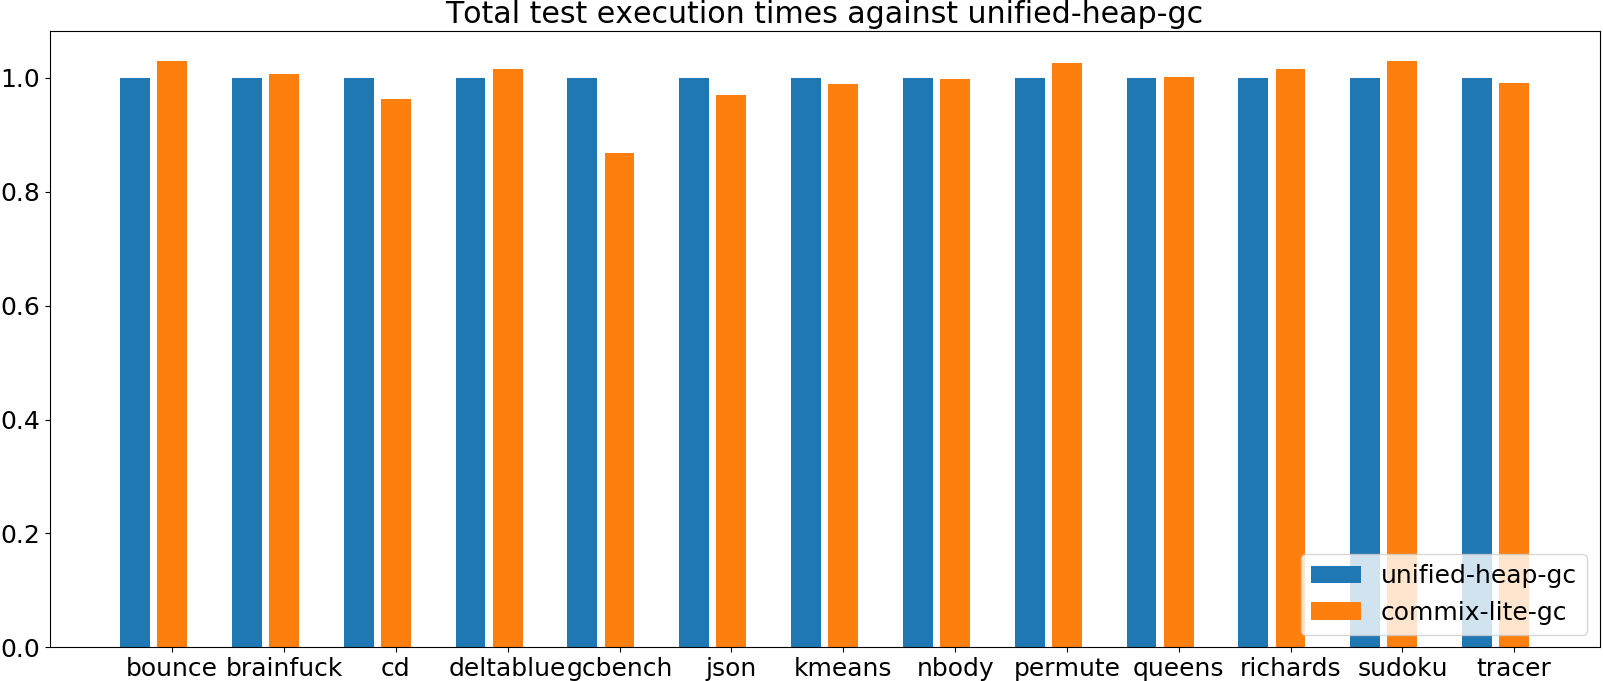 Total test execution times against unified-heap-gc
1.0
0.8
0.6
0.4
0.2
0.0
bounce brainfuck cd deltablue gcbench json kmeans nbody permute queens richards sudoku tracer
unified-heap-gc
commix-lite-gc